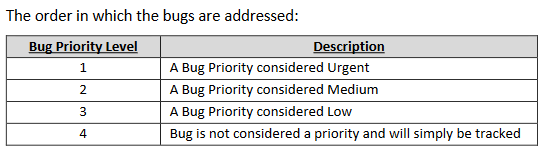 The order in which the bugs are addressed:
Bug Priority Level Description
1 A Bug Priority considered Urgent
2 A Bug Priority considered Medium
3 A Bug Priority considered Low
4 Bug is not considered a priority and will simply be tracked